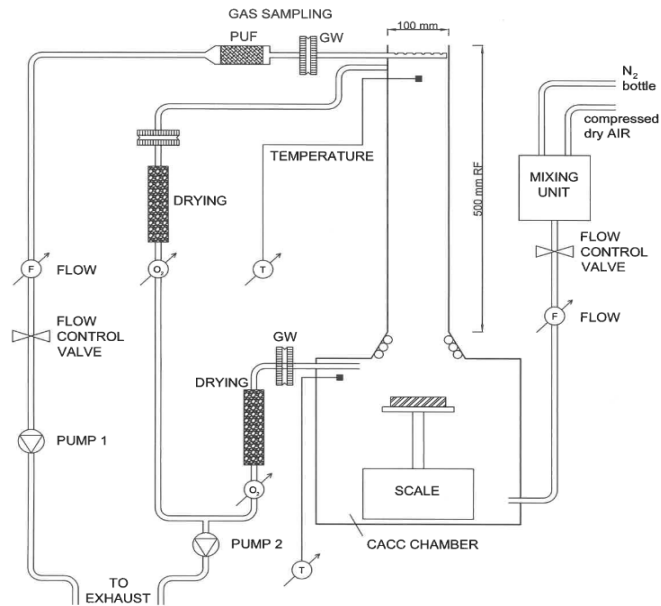 GAS SAMPLING
PUF
GW
100 mm
N2
bottle
compressed
dry AIR
TEMPERATURE
500 mm RF
MIXING
UNIT
DRYING
FLOW
CONTROL
VALVE
F
FLOW
O2
T
F
FLOW
FLOW
CONTROL
VALVE
GW
DRYING
PUMP 1
SCALE
O2
PUMP 2
T
CACC CHAMBER
TO
EXHAUST